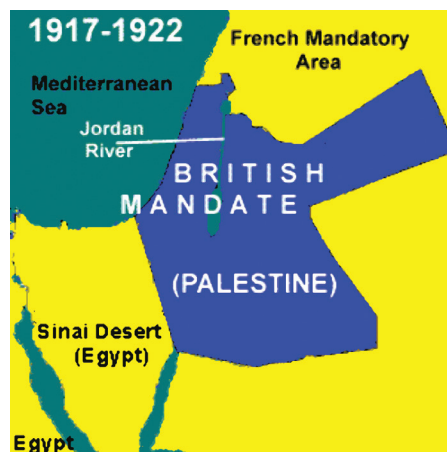 1917-1922
French Mandatory
Area
Mediterranean
Sea
Jordan
River
BRITISH
MANDATE
(PALESTINE)
Sinai Desert
(Egypt)
Egypt